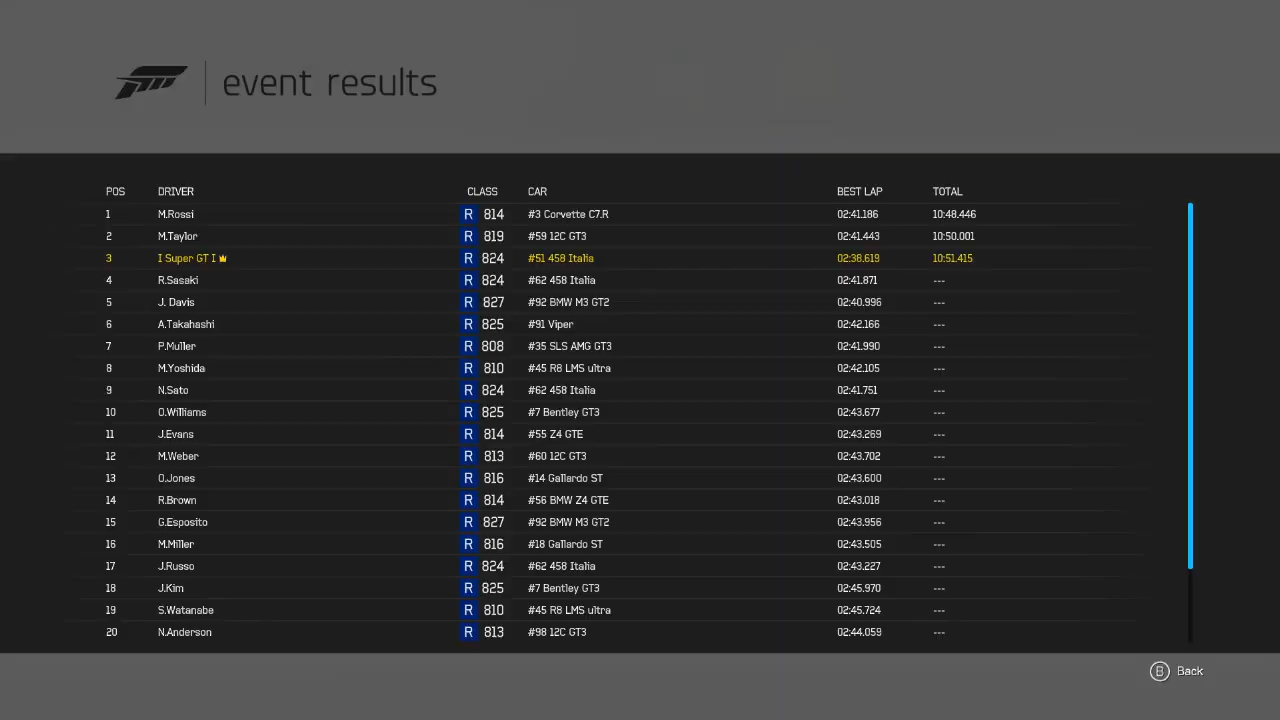 event results
POS DRIVER CLASS CAR BEST LAP TOTAL
1 M.Rossi R 814 #3 Corvette C7.R 02:41.186 10:48.446
2 M.Taylor R 819 #59 12C GT3 02:41.443 10:50.001
3 I Super GT I R 824 #51 458 Italia 02:38.619 10:51.415
4 R.Sasaki R 824 #62 458 Italia 02:41.871 ---
5 J. Davis R 827 #92 BMW M3 GT2 02:40.996 ---
6 A.Takahashi R 825 #91 Viper 02:42.166 ---
7 P.Muller R 808 #35 SLS AMG GT3 02:41.990 ---
8 M.Yoshida R 810 #45 R8 LMS ultra 02:42.105 ---
9 N.Sato R 824 #62 458 Italia 02:41.751 ---
10 O.Williams R 825 #7 Bentley GT3 02:43.677 ---
11 J.Evans R 814 #55 Z4 GTE 02:43.269 ---
12 M.Weber R 813 #60 12C GT3 02:43.702 ---
13 O.Jones R 816 #14 Gallardo ST 02:43.600 ---
14 R.Brown R 814 #56 BMW Z4 GTE 02:43.018 ---
15 G.Esposito R 827 #92 BMW M3 GT2 02:43.956 ---
16 M.Miller R 816 #18 Gallardo ST 02:43.505 ---
17 J.Russo R 824 #62 458 Italia 02:43.227 ---
18 J.Kim R 825 #7 Bentley GT3 02:45.970 ---
19 S.Watanabe R 810 #45 R8 LMS ultra 02:45.724 ---
20 N.Anderson R 813 #98 12C GT3 02:44.059 ---
B Back